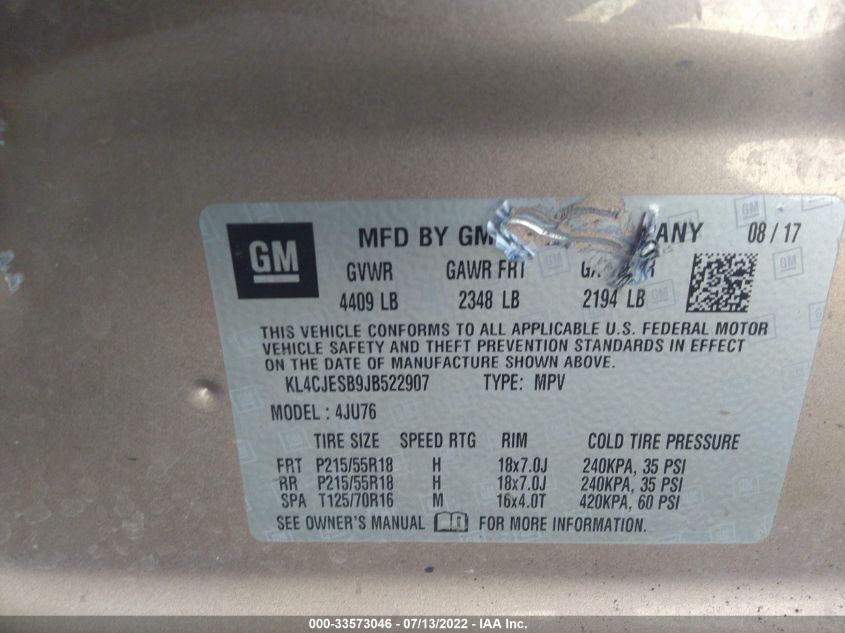 GM
MFD BY GM ANY 08 / 17
GVWR GAWR FRT
4409 LB 2348 LB 2194 LB
THIS VEHICLE CONFORMS TO ALL APPLICABLE U.S. FEDERAL MOTOR
VEHICLE SAFETY AND THEFT PREVENTION STANDARDS IN EFFECT
ON THE DATE OF MANUFACTURE SHOWN ABOVE.
KL4CJESB9JB522907 TYPE: MPV
MODEL : 4JU76
TIRE SIZE SPEED RTG RIM COLD TIRE PRESSURE
FRT P215/55R18 H 18x7.0J 240KPA, 35 PSI
RR P215/55R18 H 18x7.0J 240KPA, 35 PSI
SPA T125/70R16 M 16x4.0T 420KPA, 60 PSI
SEE OWNER'S MANUAL FOR MORE INFORMATION.
000-33573046 - 07/13/2022 - IAA Inc.